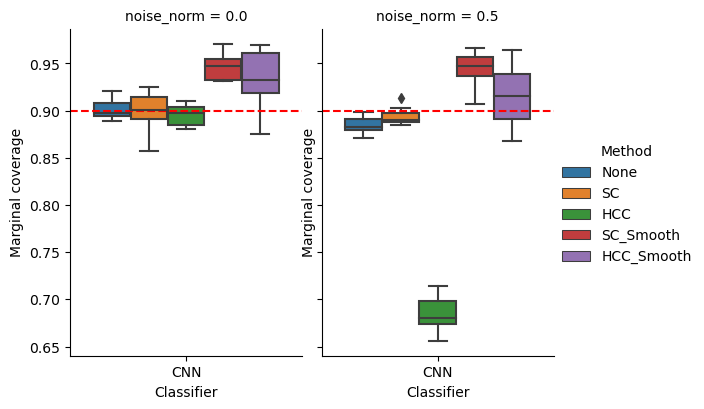 noise_norm = 0.0
noise_norm = 0.5
Marginal coverage
0.95
0.90
0.85
0.80
0.75
0.70
0.65
CNN
Classifier
Marginal coverage
CNN
Classifier
Method
None
SC
HCC
SC_Smooth
HCC_Smooth